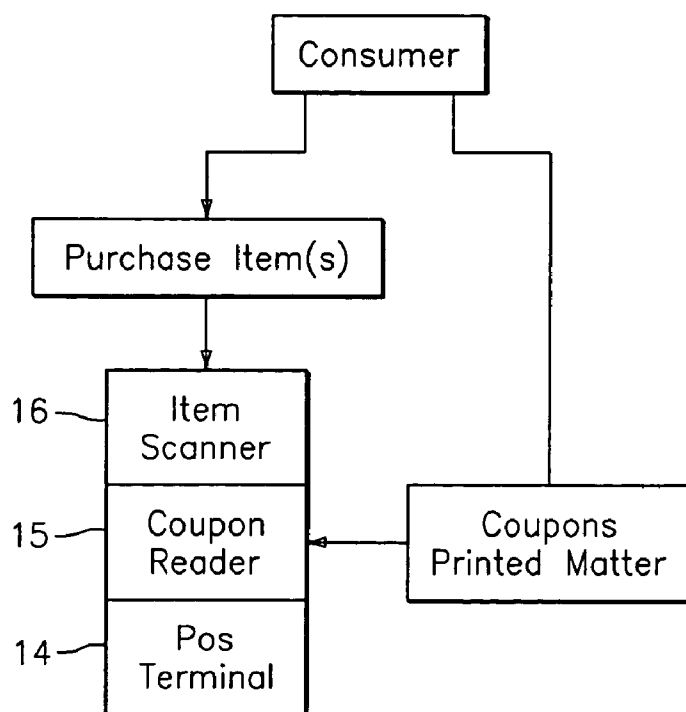 Consumer
Purchase Item(s)
16
Item
Scanner
15
Coupon
Reader
Coupons
Printed Matter
14
Pos
Terminal